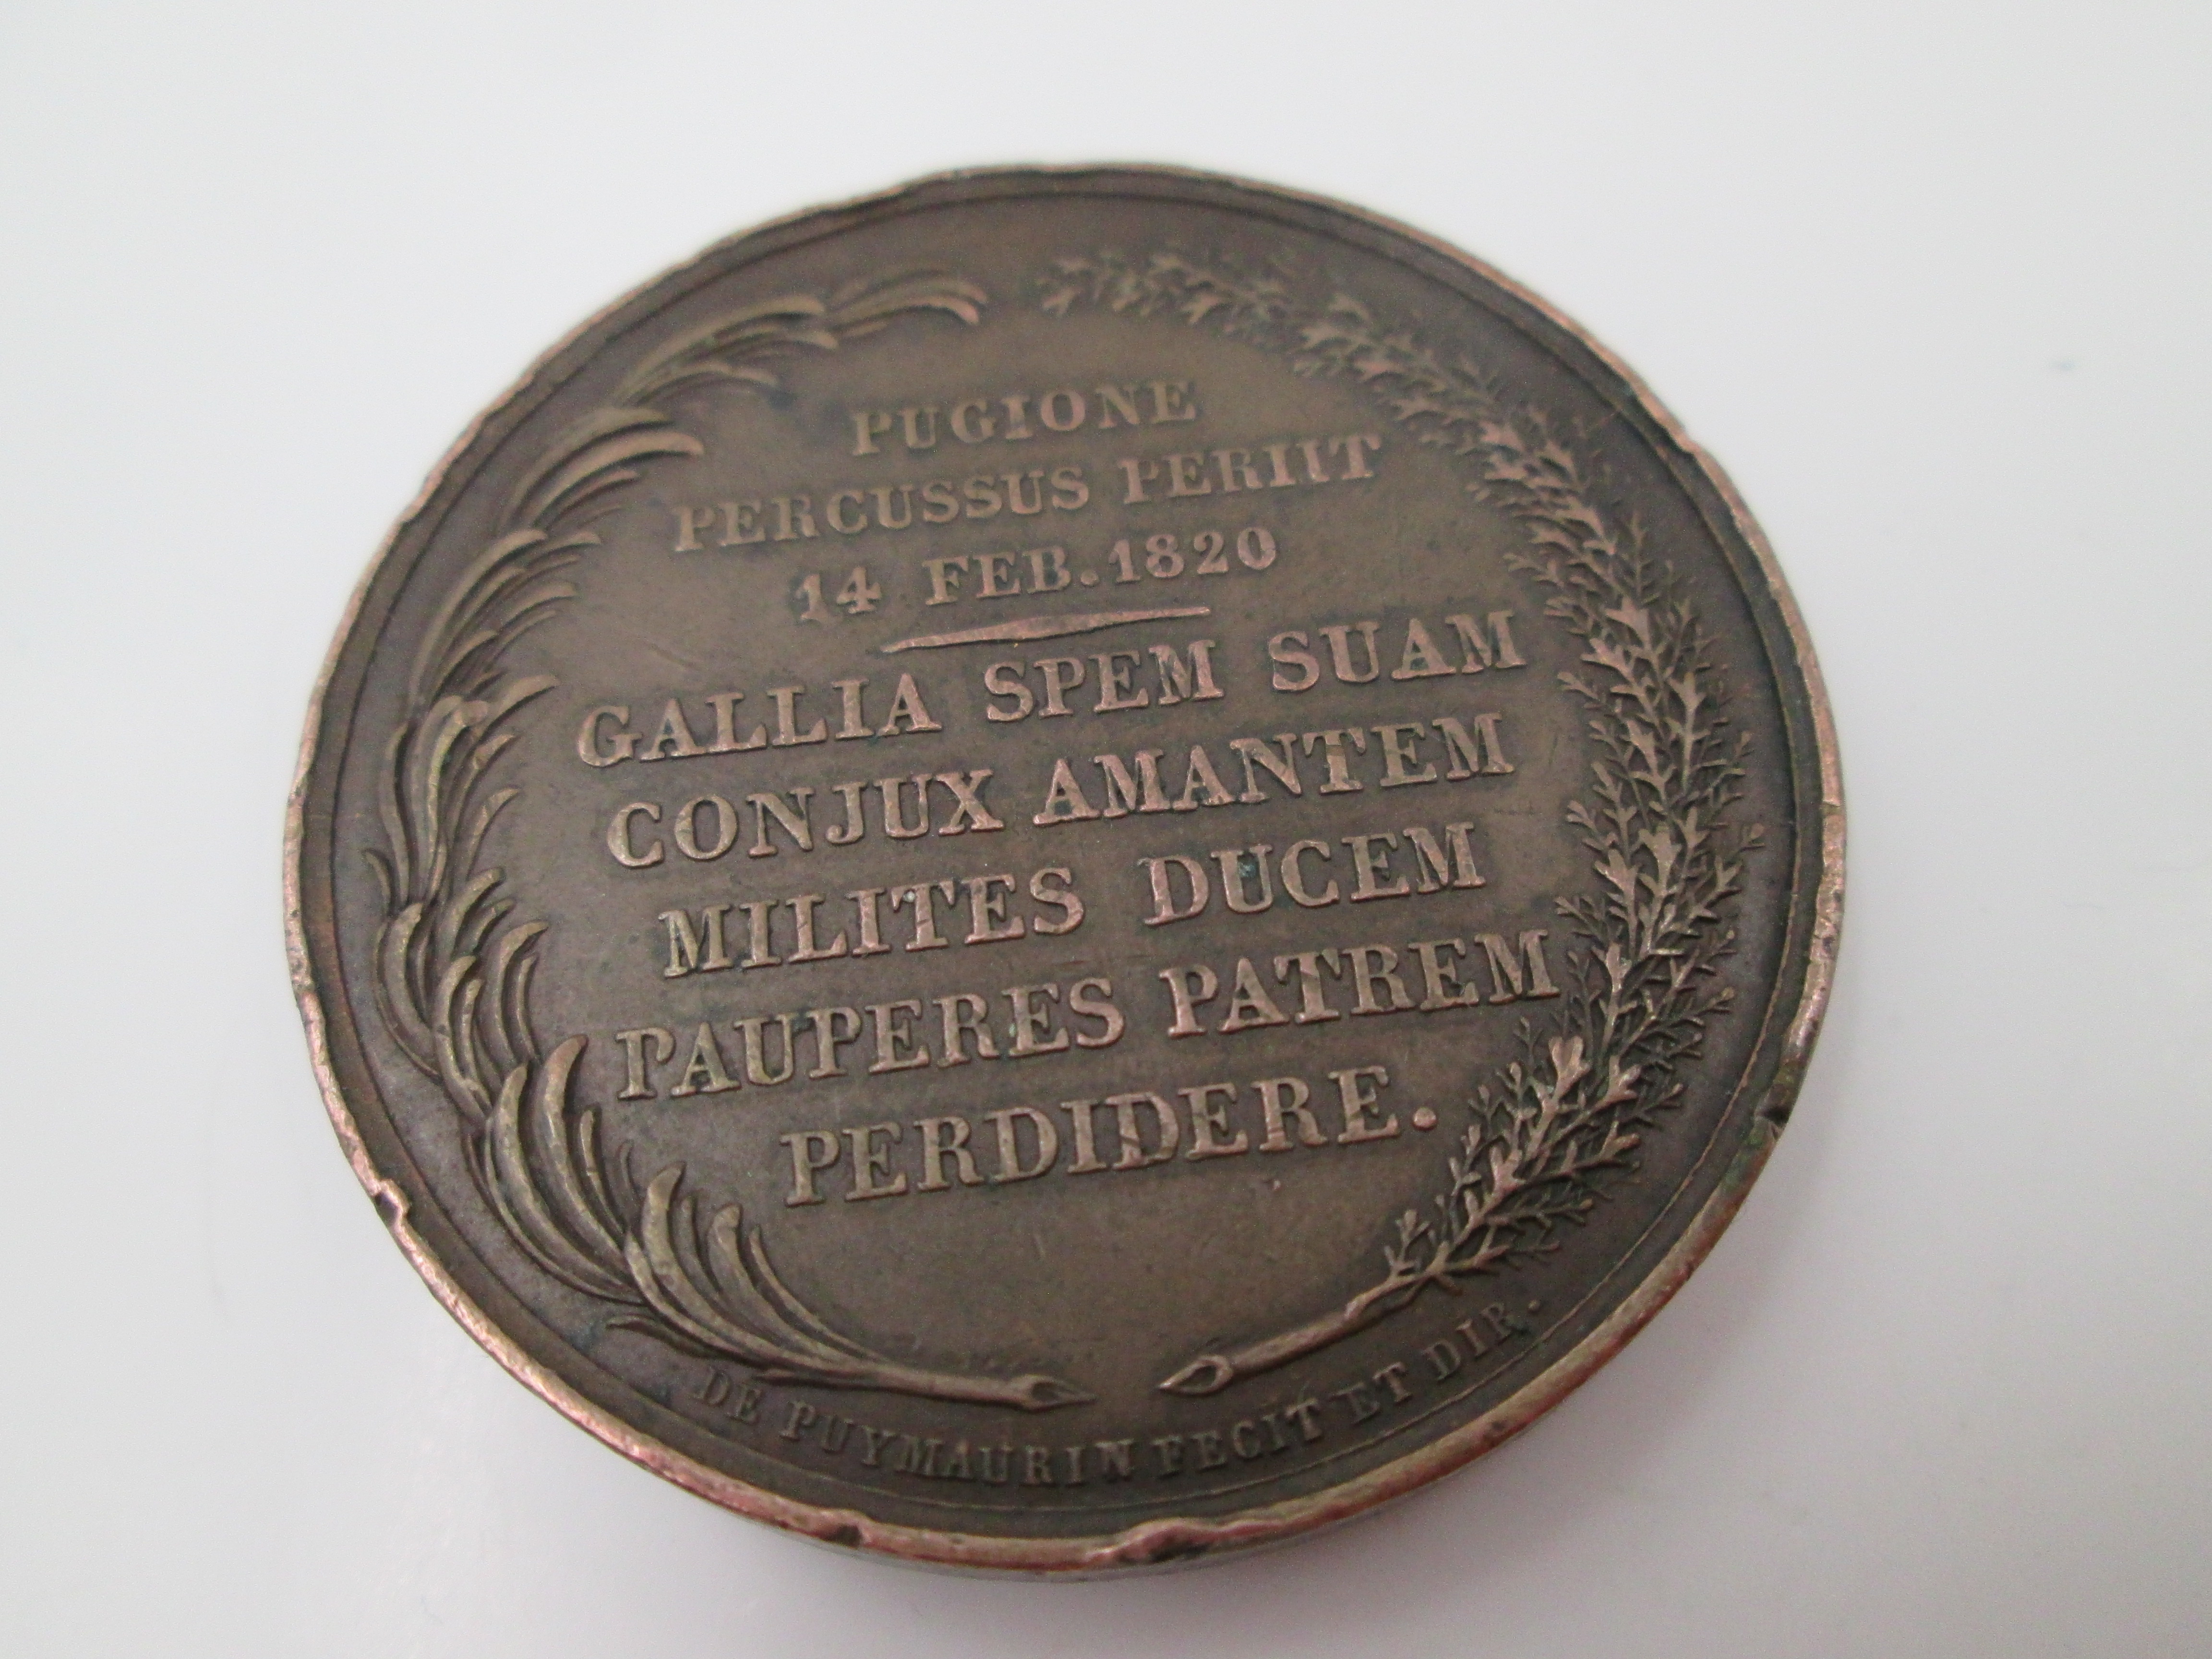 PUGIONE
PERCUSSUS PERIIT
14 FEB. 1820
GALLIA SPEM SUAM
CONJUX AMANTEM
MILITES DUCEM
PAUPERES PATREM
PERDIDERE.
DE PUYMAURIN FECIT ET DIR.